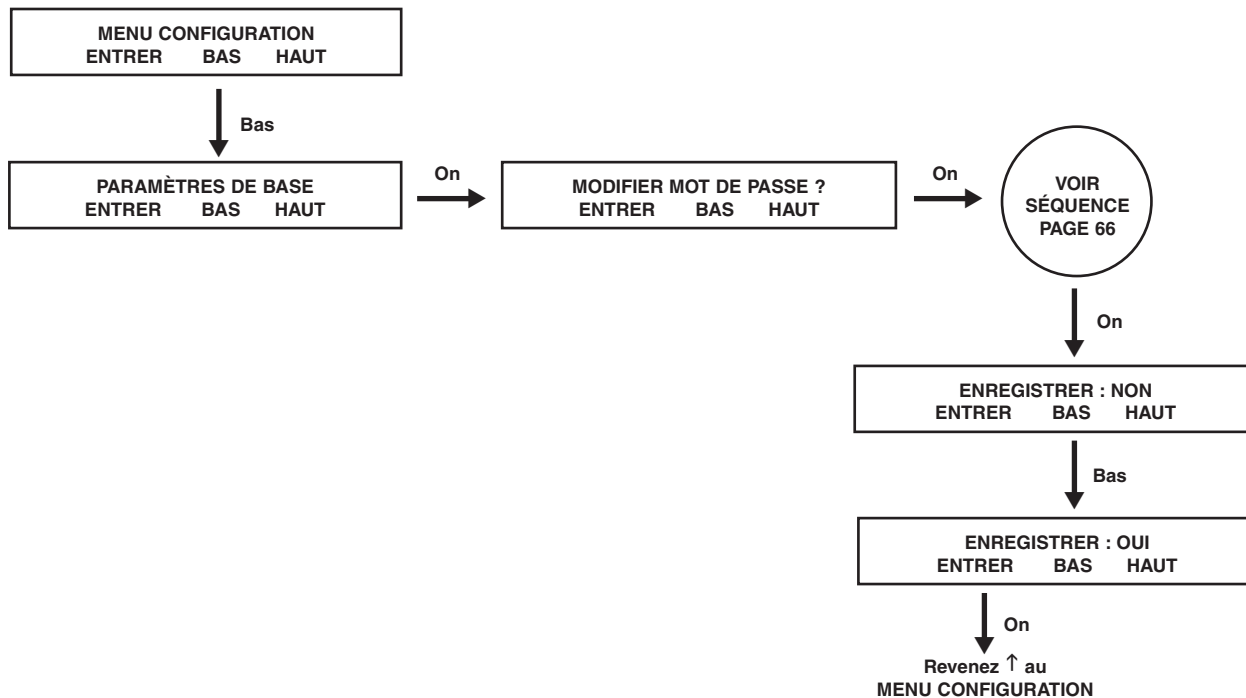 MENU CONFIGURATION
ENTRER BAS HAUT
Bas
PARAMÈTRES DE BASE
ENTRER BAS HAUT
On
MODIFIER MOT DE PASSE ?
ENTRER BAS HAUT
On
VOIR
SÉQUENCE
PAGE 66
On
ENREGISTRER : NON
ENTRER BAS HAUT
Bas
ENREGISTRER : OUI
ENTRER BAS HAUT
On
Revenez ↑ au
MENU CONFIGURATION